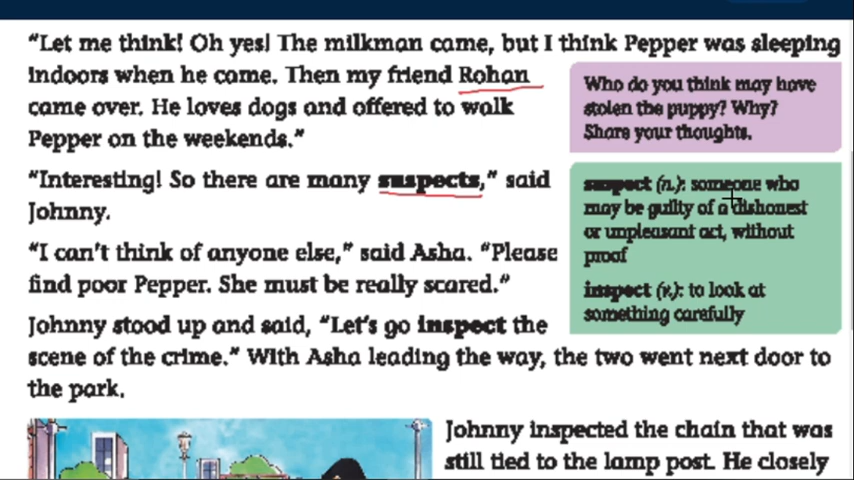 “Let me think! Oh yes! The milkman came, but I think Pepper was sleeping
indoors when he came. Then my friend Rohan
came over. He loves dogs and offered to walk
Pepper on the weekends.”
Who do you think may have
stolen the puppy? Why?
Share your thoughts.
“Interesting! So there are many suspects,” said
Johnny.
“I can’t think of anyone else,” said Asha. “Please
find poor Pepper. She must be really scared.”
suspect (n.): someone who
may be guilty of a dishonest
or unpleasant act, without
proof
inspect (v.): to look at
something carefully
Johnny stood up and said, “Let’s go inspect the
scene of the crime.” With Asha leading the way, the two went next door to
the park.
Johnny inspected the chain that was
still tied to the lamp post. He closely